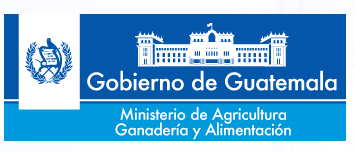 Gobierno de Guatemala
Ministerio de Agricultura
Ganadería y Alimentación